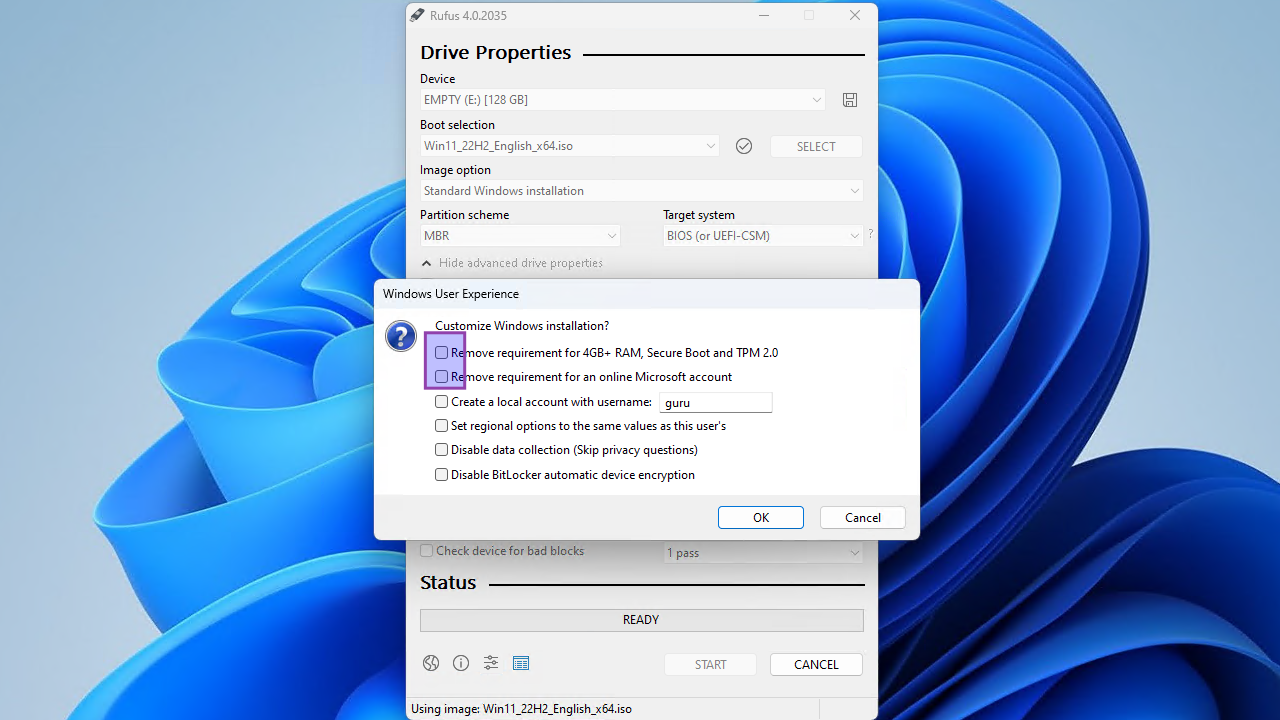 Rufus 4.0.2035
Drive Properties
Device
EMPTY (E:) [128 GB]
Boot selection
Win11_22H2_English_x64.iso
SELECT
Image option
Standard Windows installation
Partition scheme
Target system
MBR
BIOS (or UEFI-CSM)
?
Hide advanced drive properties
Windows User Experience
?
Customize Windows installation?
Remove requirement for 4GB+ RAM, Secure Boot and TPM 2.0
Remove requirement for an online Microsoft account
Create a local account with username: guru
Set regional options to the same values as this user's
Disable data collection (Skip privacy questions)
Disable BitLocker automatic device encryption
OK
Cancel
Check device for bad blocks
1 pass
Status
READY
START
CANCEL
Using image: Win11_22H2_English_x64.iso